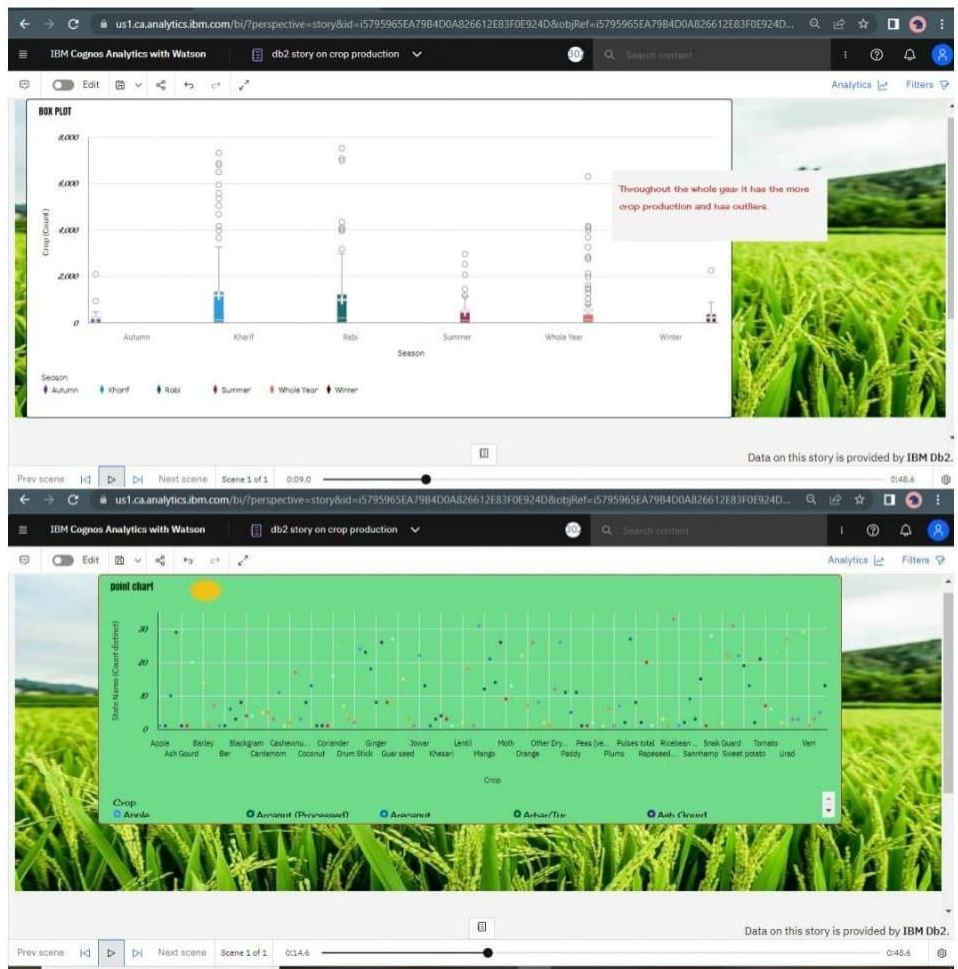 us1.ca.analytics.ibm.com/bi/?perspective=story&id=i5795965EA79B4D0A826612E83F0E924D&objRef=i5795965EA79B4D0A826612E83F0E924D...
IBM Cognos Analytics with Watson
db2 story on crop production
Search content
Edit
Analytics
Filters
BOX PLOT
8,000
6,000
4,000
2,000
0
Crop (Count)
Throughout the whole year it has the more
crop production and has outliers.
Autumn Kharif Rabi Summer Whole Year Winter
Season
Season
Autumn Kharif Rabi Summer Whole Year Winter
Data on this story is provided by IBM Db2.
Prev scene Next scene Scene 1 of 1 0:09.0 0:48.6
us1.ca.analytics.ibm.com/bi/?perspective=story&id=i5795965EA79B4D0A826612E83F0E924D&objRef=i5795965EA79B4D0A826612E83F0E924D...
IBM Cognos Analytics with Watson
db2 story on crop production
Search content
Edit
Analytics
Filters
point chart
State Name (Count distinct)
30
20
10
0
Apple Barley Blackgram Cashewnu... Coriander Ginger Jowar Lentil Moth Other Dry... Peas (ve... Pulses total Ricebean ... Snak Guard Tomato Yam
Ash Gourd Ber Cardamom Coconut Drum Stick Guar seed Khesari Mango Orange Paddy Plums Rapeseed... Sannhamp Sweet potato Urad
Crop
Crop
Apple Arcanut (Processed) Arecanut Arhar/Tur Ash Gourd
Data on this story is provided by IBM Db2.
Prev scene Next scene Scene 1 of 1 0:14.6 0:48.6